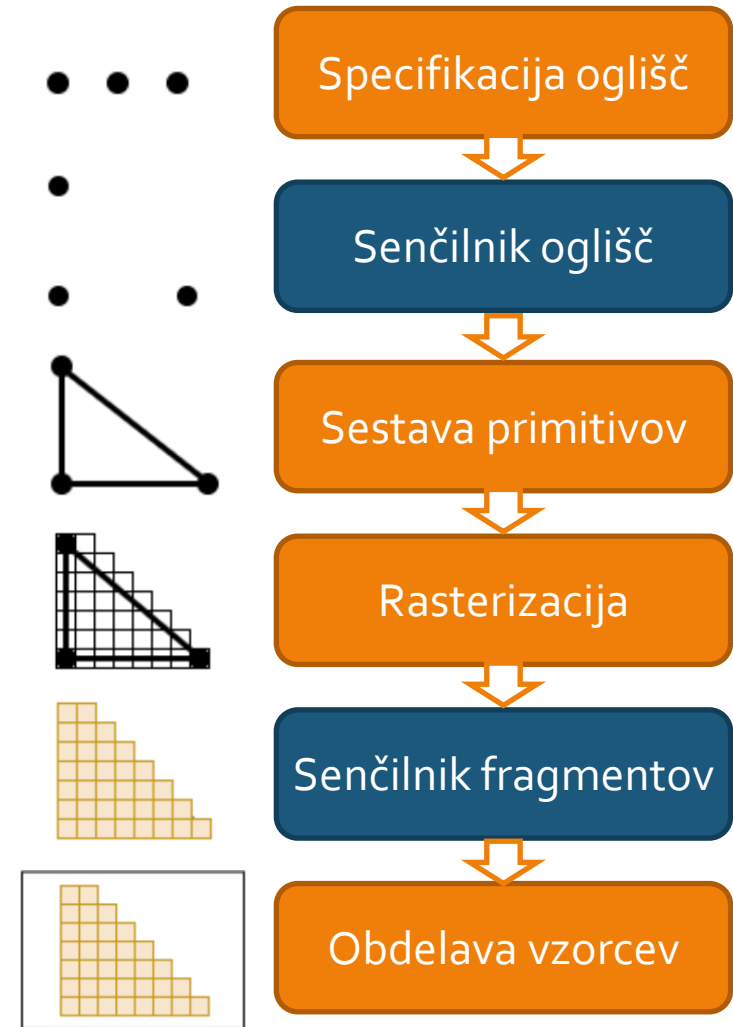 Specifikacija oglišč
Senčilnik oglišč
Sestava primitivov
Rasterizacija
Senčilnik fragmentov
Obdelava vzorcev